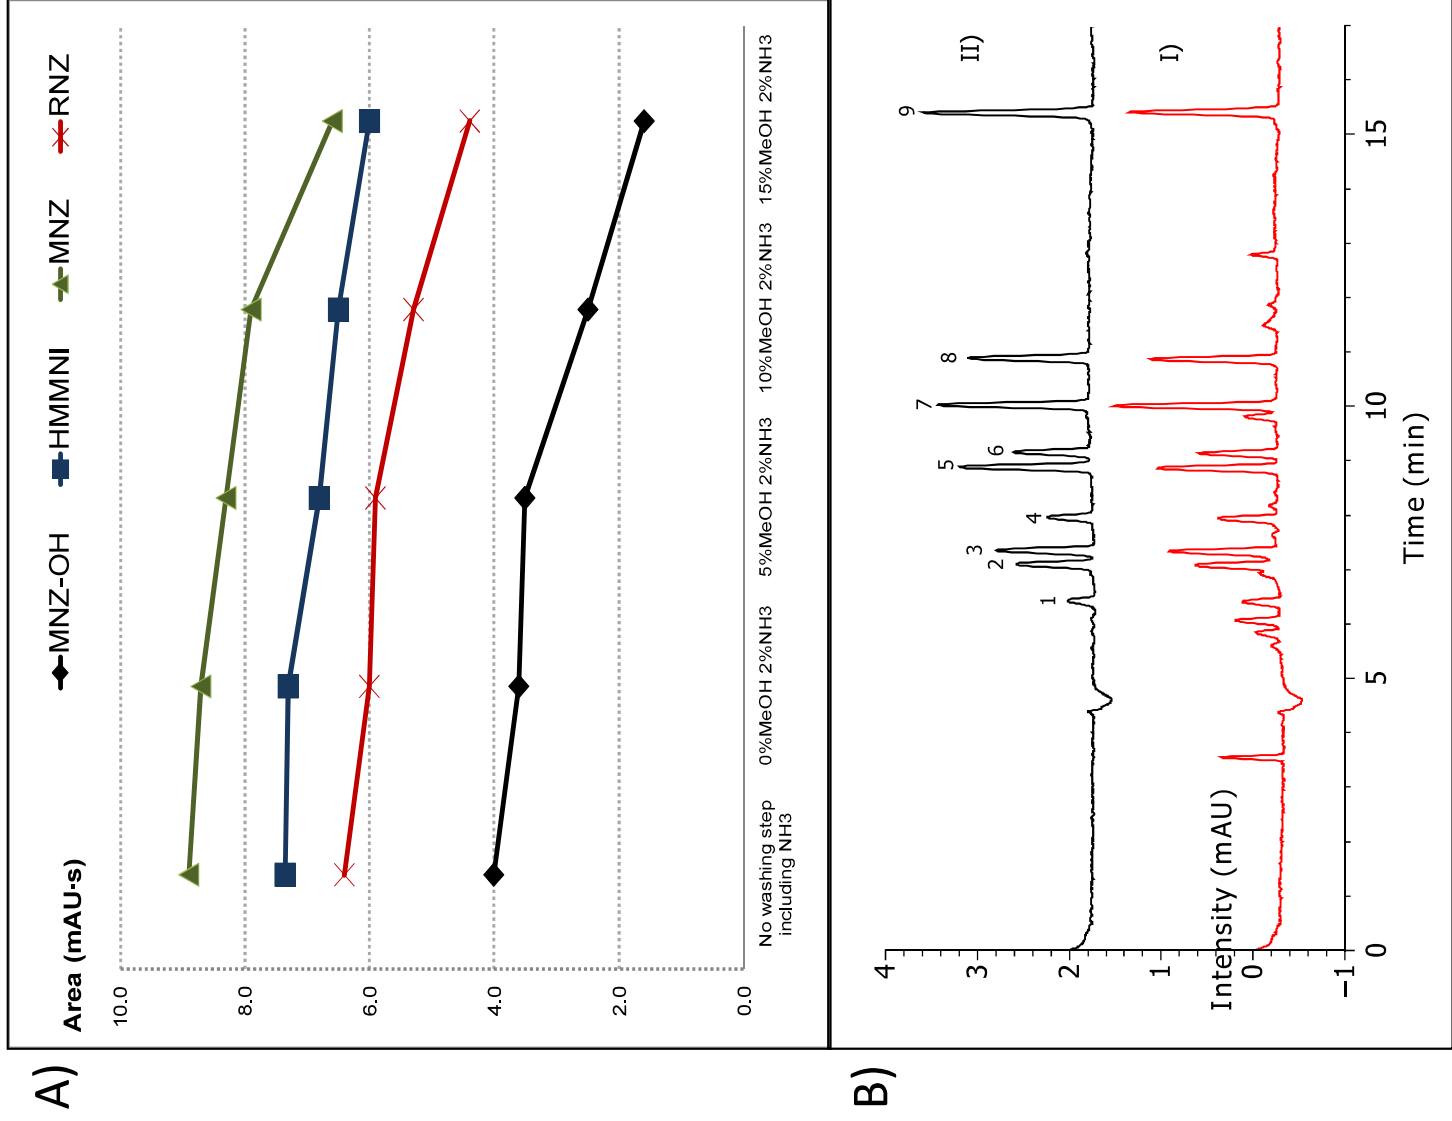 A)
Area (mAU·s)
MNZ-OH HMMNI MNZ RNZ
10.0
8.0
6.0
4.0
2.0
0.0
No washing step
including NH3
0%MeOH 2%NH3
5%MeOH 2%NH3
10%MeOH 2%NH3
15%MeOH 2%NH3
B)
Intensity (mAU)
4
3
2
1
0
−1
II)
1
2
3
4
5
6
7
8
9
I)
0
5
10
15
Time (min)